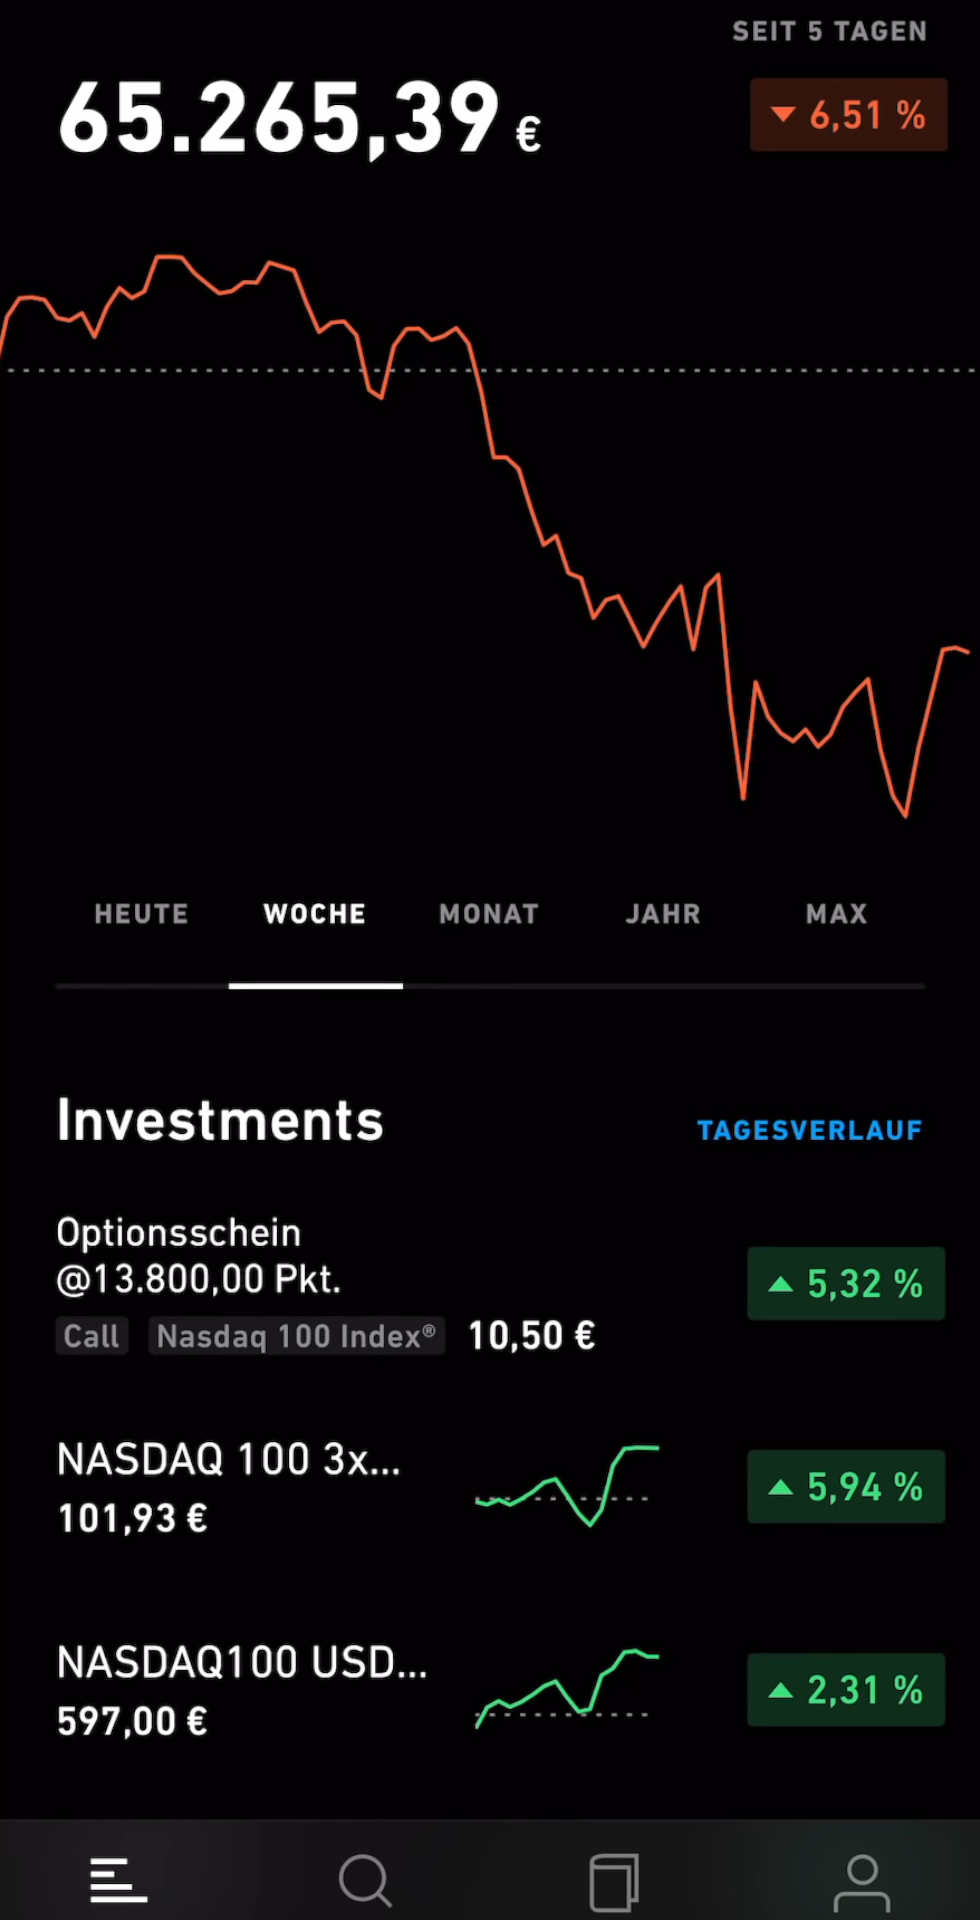 SEIT 5 TAGEN
65.265,39 €
▼ 6,51 %
HEUTE WOCHE MONAT JAHR MAX
Investments
TAGESVERLAUF
Optionsschein
@13.800,00 Pkt.
Call Nasdaq 100 Index® 10,50 €
▲ 5,32 %
NASDAQ 100 3x...
101,93 €
▲ 5,94 %
NASDAQ100 USD...
597,00 €
▲ 2,31 %